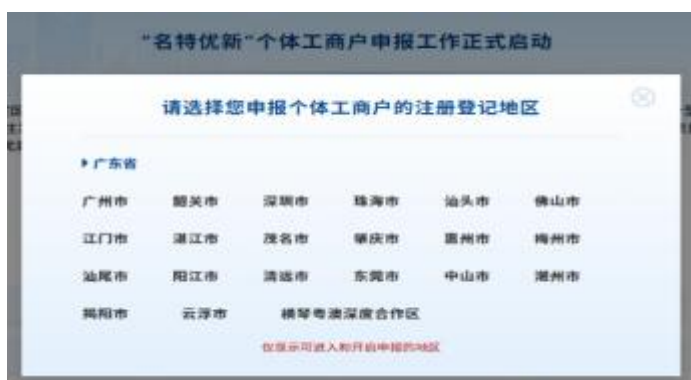 “名特优新”个体工商户申报工作正式启动
请选择您申报个体工商户的注册登记地区
广东省
广州市 韶关市 深圳市 珠海市 汕头市 佛山市
江门市 湛江市 茂名市 肇庆市 惠州市 梅州市
汕尾市 阳江市 清远市 东莞市 中山市 潮州市
揭阳市 云浮市 横琴粤澳深度合作区
仅显示可进入和开启申报的地区